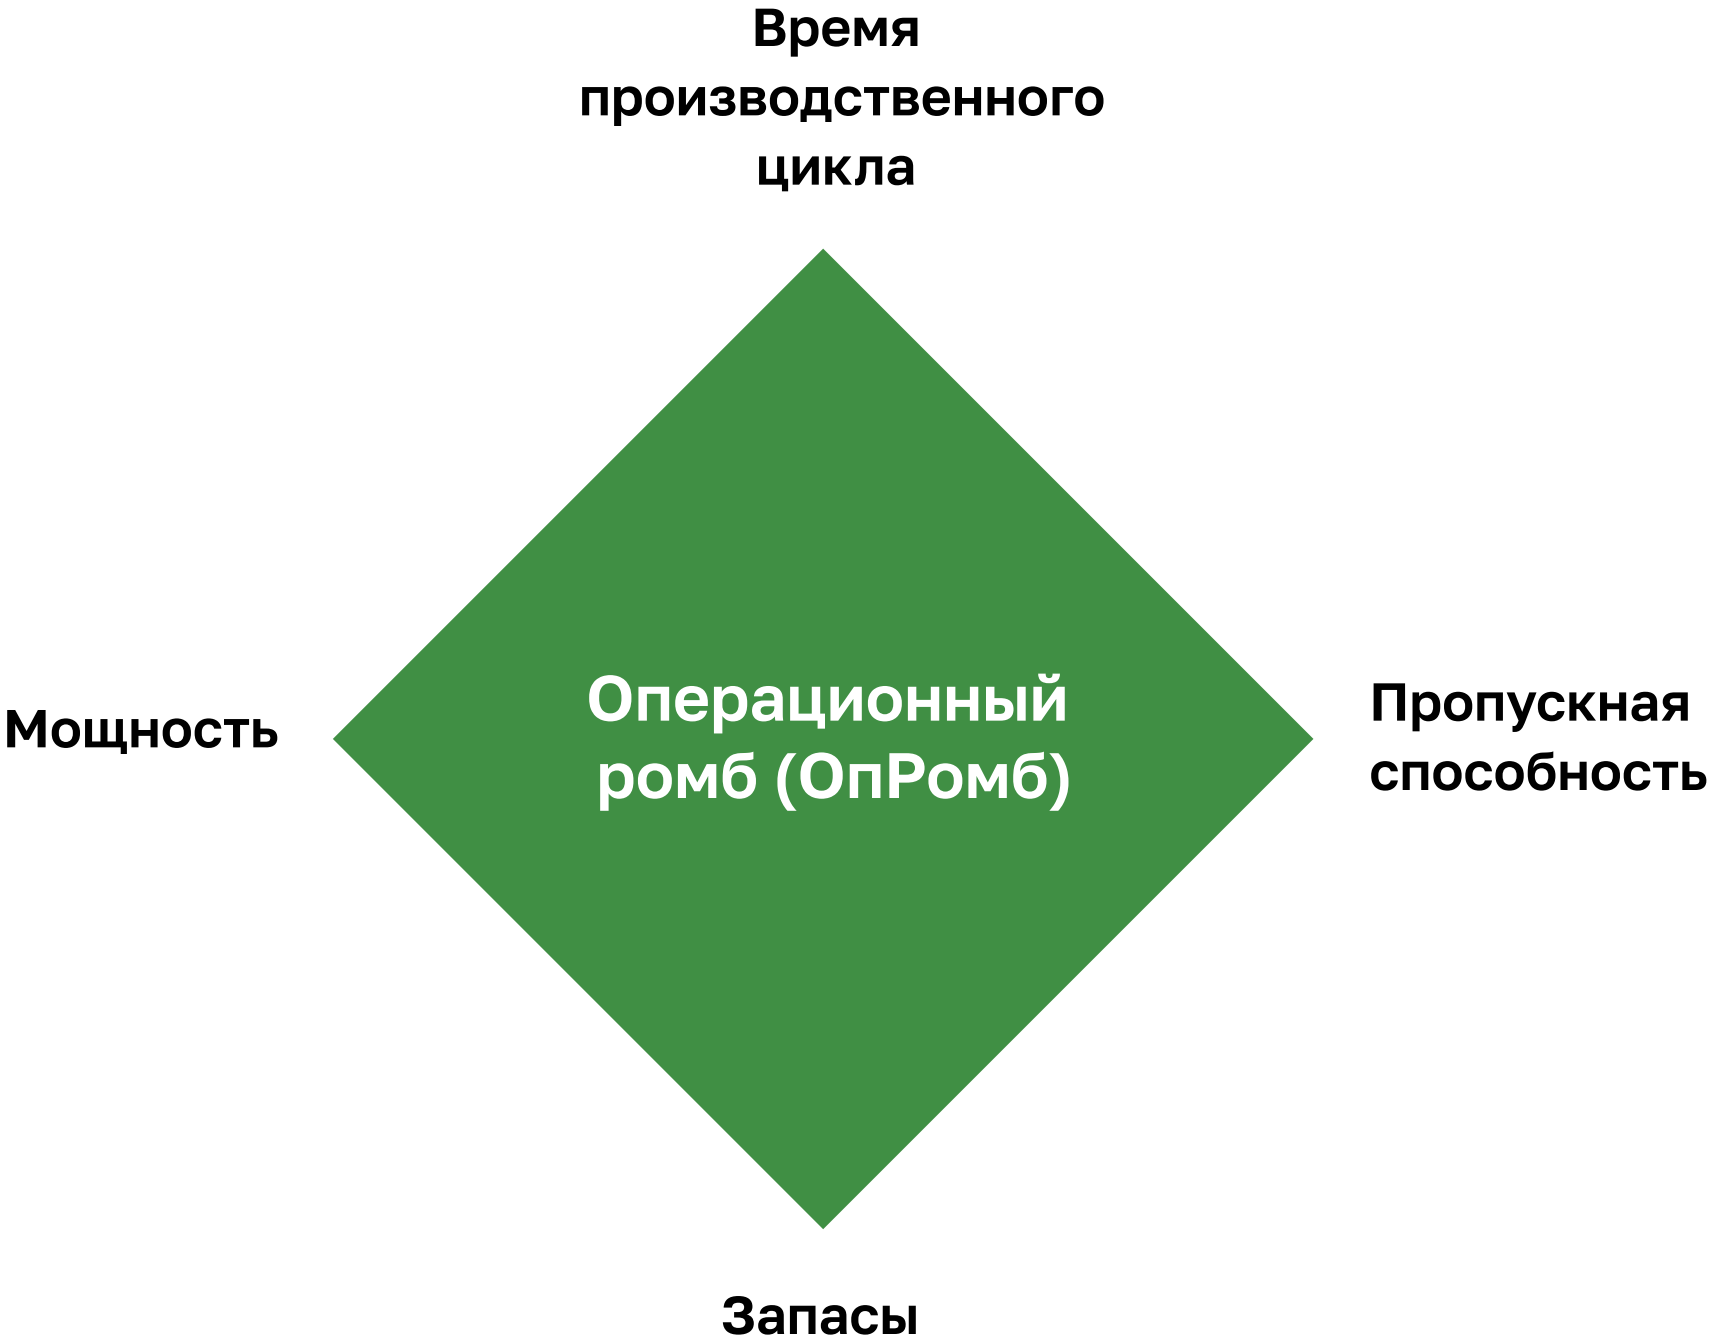 Время
производственного
цикла
Мощность
Операционный
ромб (ОпРомб)
Пропускная
способность
Запасы